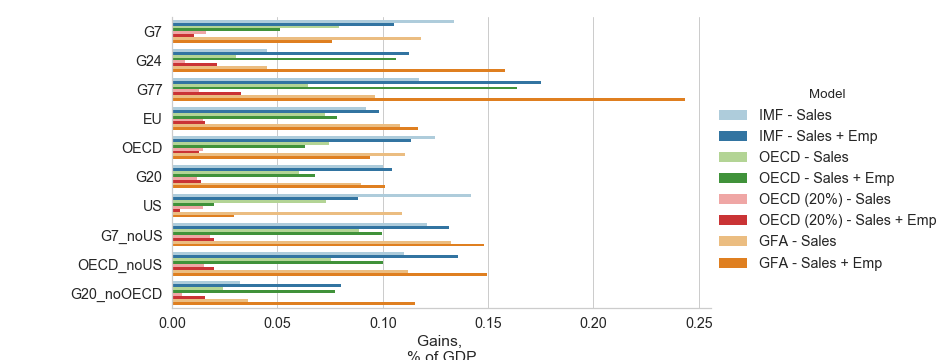 G7
G24
G77
EU
OECD
G20
US
G7_noUS
OECD_noUS
G20_noOECD
0.00 0.05 0.10 0.15 0.20 0.25
Gains,
% of GDP
Model
IMF - Sales
IMF - Sales + Emp
OECD - Sales
OECD - Sales + Emp
OECD (20%) - Sales
OECD (20%) - Sales + Emp
GFA - Sales
GFA - Sales + Emp